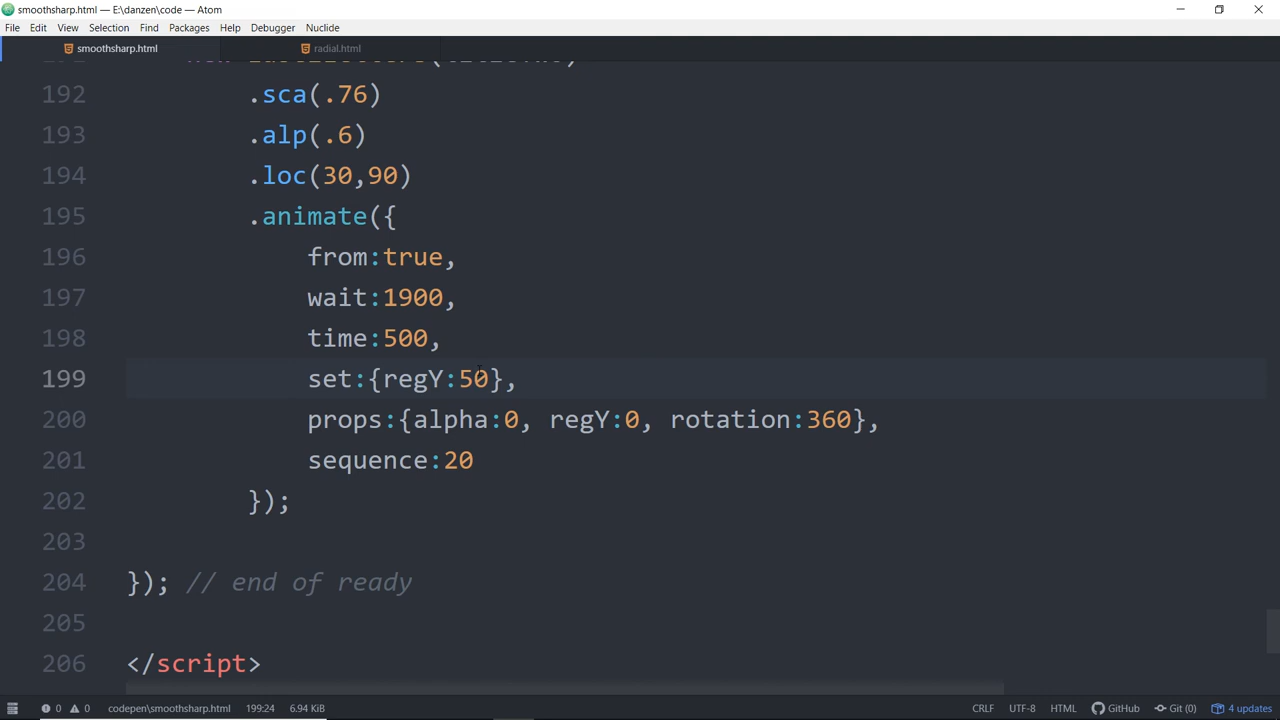 smoothsharp.html — E:\danzen\code — Atom
File Edit View Selection Find Packages Help Debugger Nuclide
smoothsharp.html radial.html
192 .sca(.76)
193 .alp(.6)
194 .loc(30,90)
195 .animate({
196 from:true,
197 wait:1900,
198 time:500,
199 set:{regY:50},
200 props:{alpha:0, regY:0, rotation:360},
201 sequence:20
202 });
203
204 }); // end of ready
205
206 </script>
0 0 codepen\smoothsharp.html 199:24 6.94 KiB CRLF UTF-8 HTML GitHub Git (0) 4 updates